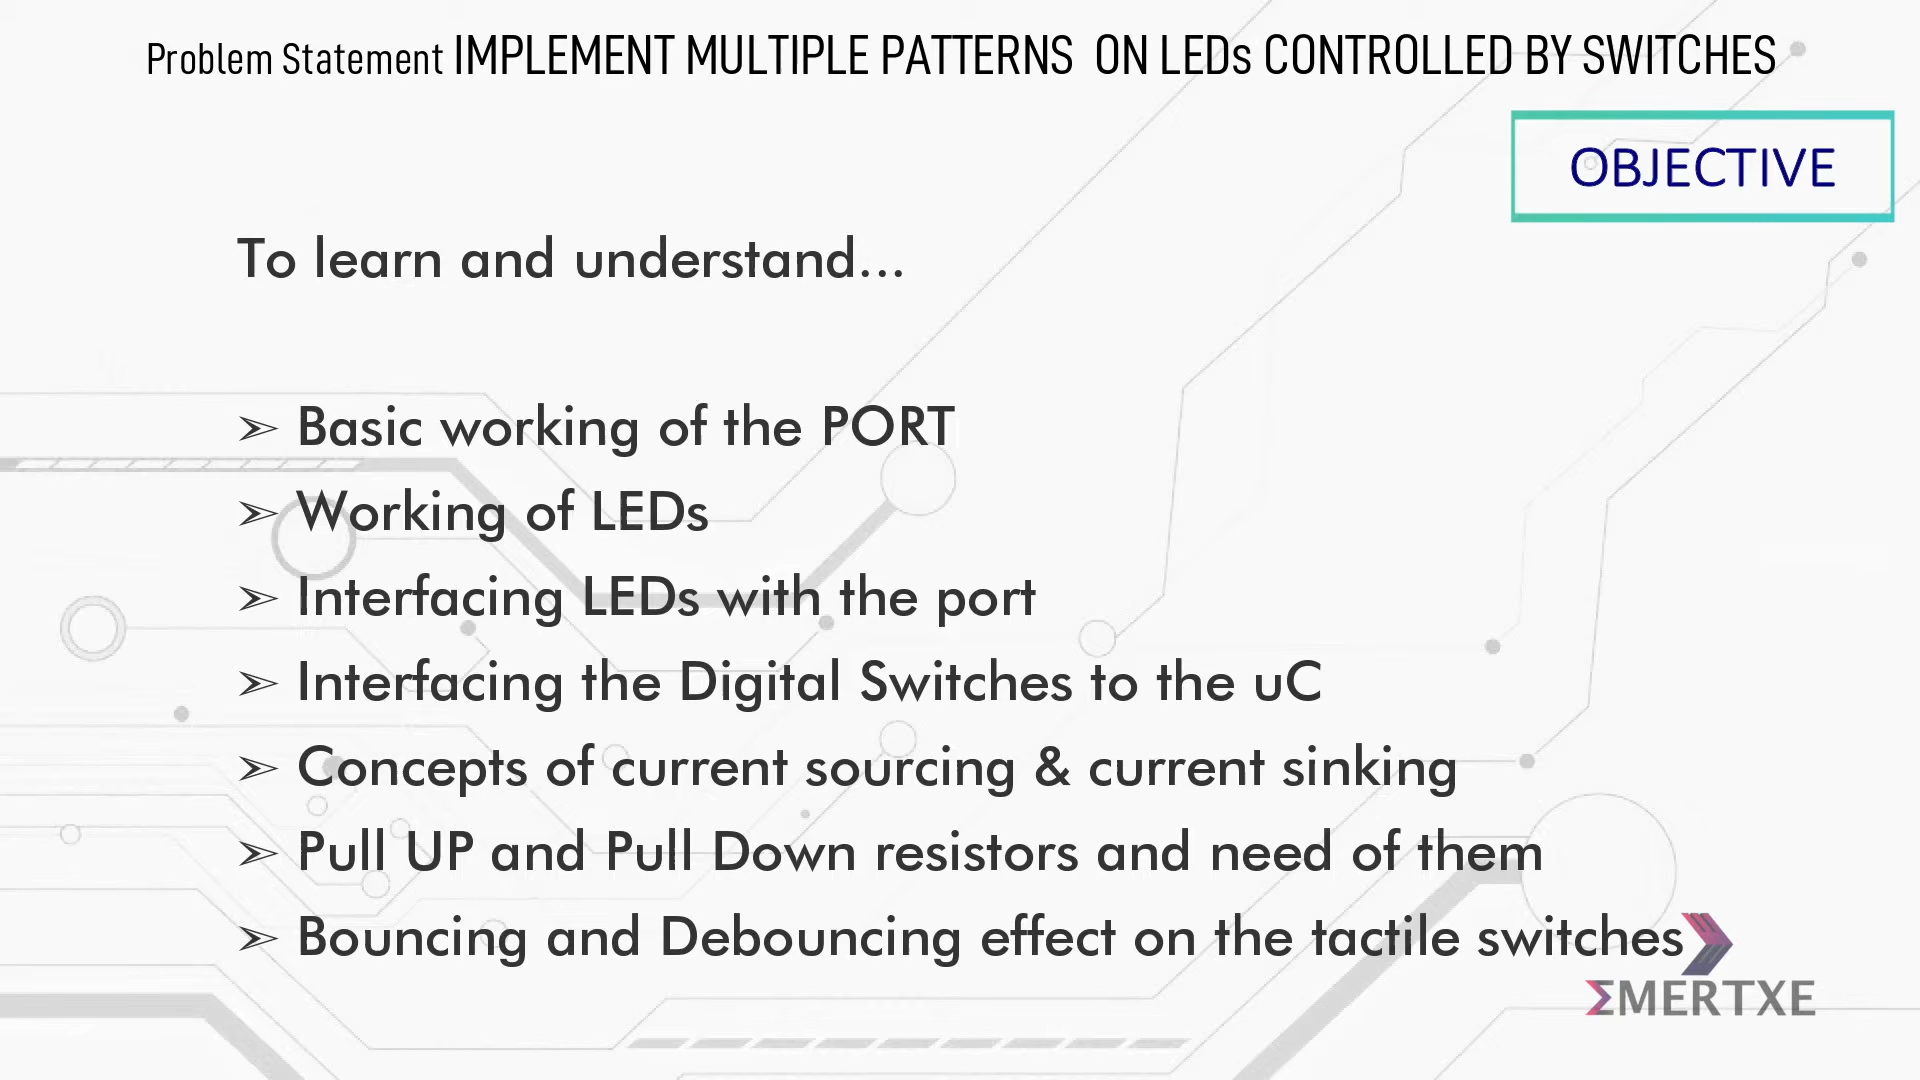 Problem Statement IMPLEMENT MULTIPLE PATTERNS ON LEDs CONTROLLED BY SWITCHES
OBJECTIVE
To learn and understand...
➢ Basic working of the PORT
➢ Working of LEDs
➢ Interfacing LEDs with the port
➢ Interfacing the Digital Switches to the uC
➢ Concepts of current sourcing & current sinking
➢ Pull UP and Pull Down resistors and need of them
➢ Bouncing and Debouncing effect on the tactile switches
ΣMERTXE